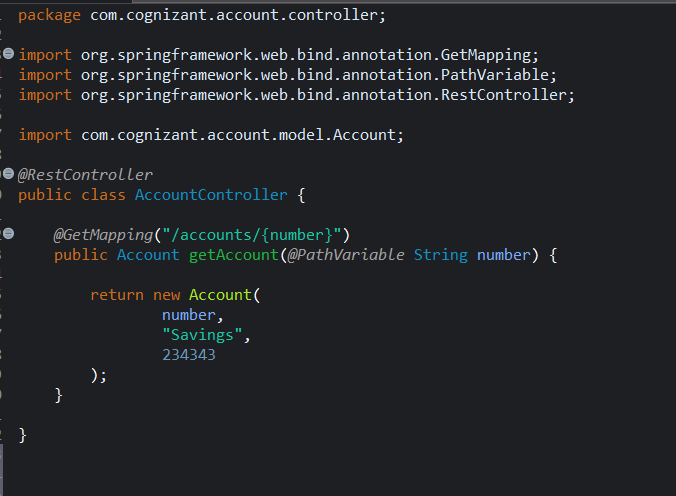 package com.cognizant.Account.controller;
import org.springframework.web.bind.annotation.GetMapping;
import org.springframework.web.bind.annotation.PathVariable;
import org.springframework.web.bind.annotation.RestController;
import com.cognizant.account.model.Account;
@RestController
public class AccountController {
@GetMapping("/accounts/{number}")
public Account getAccount(@PathVariable String number) {
return new Account(
number,
"Savings",
234343
);
}
}